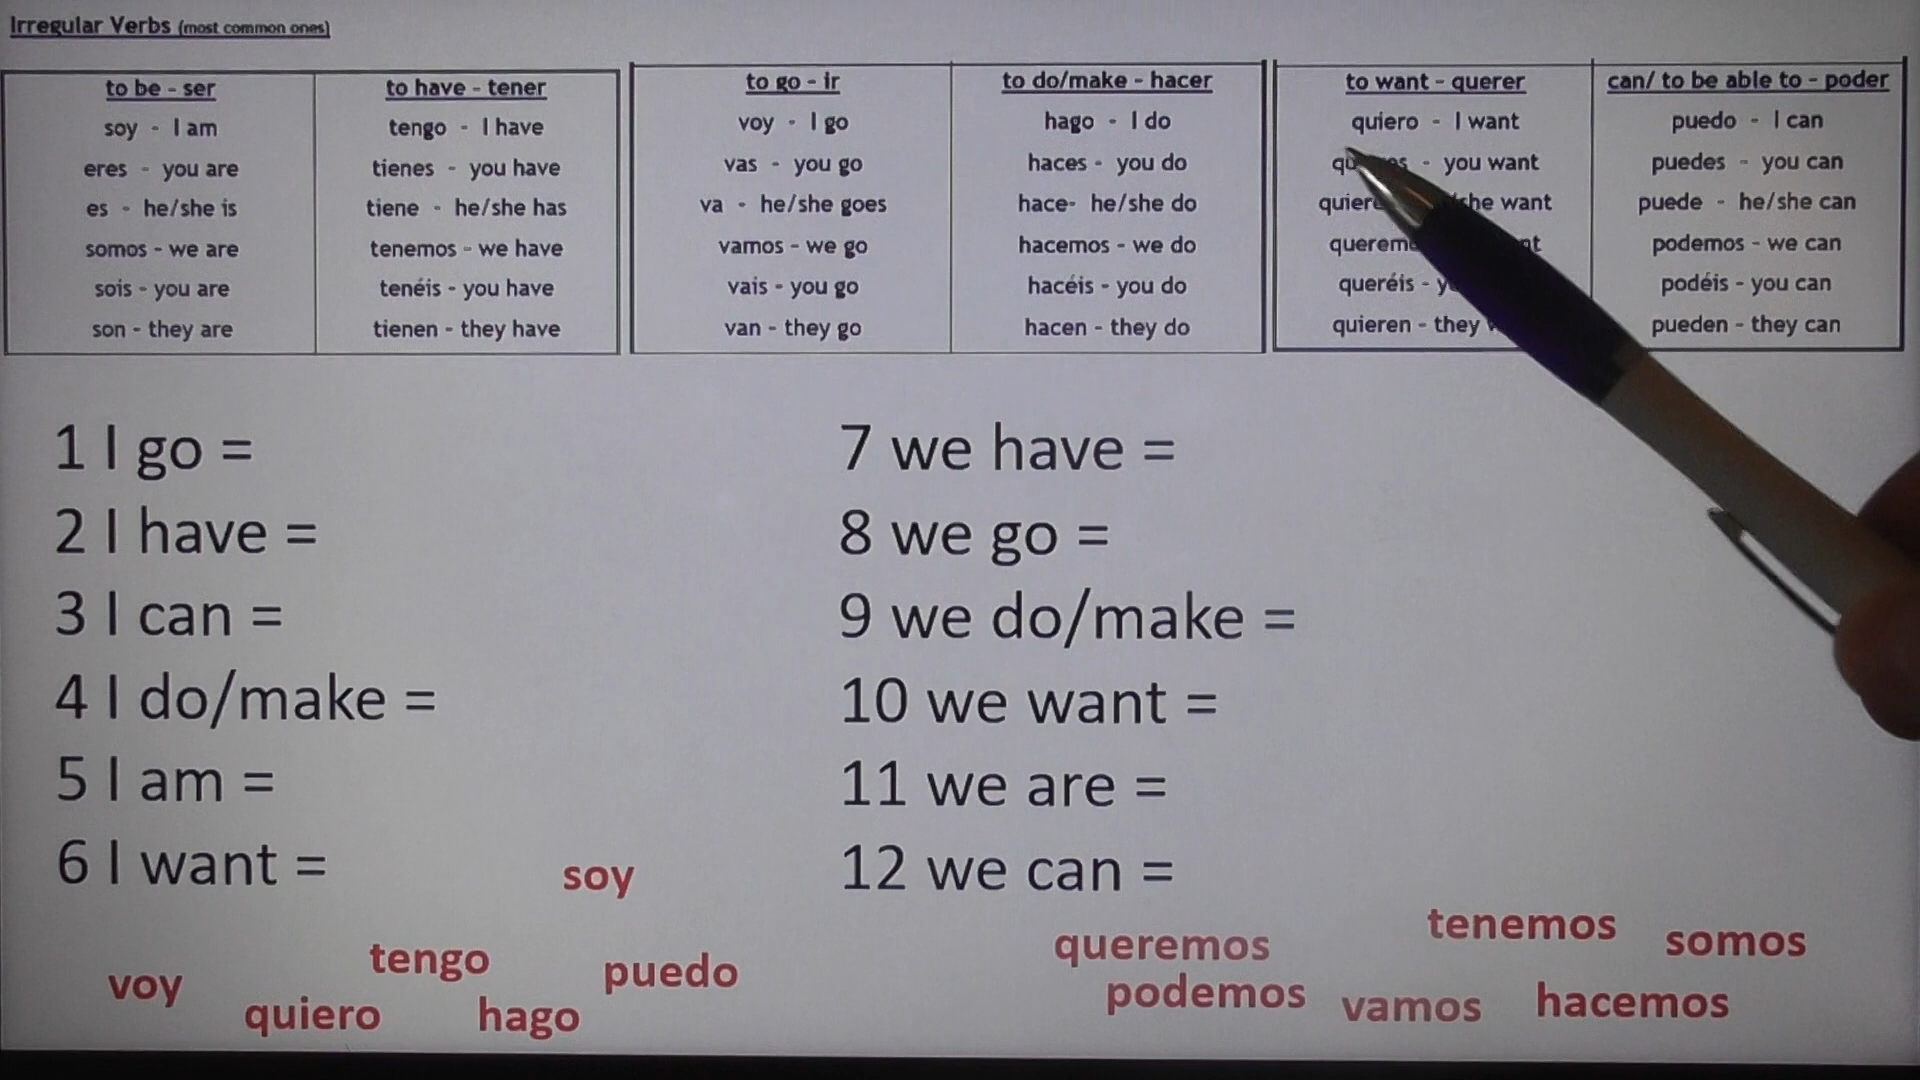 Irregular Verbs (most common ones)
to be - ser
soy - I am
eres - you are
es - he/she is
somos - we are
sois - you are
son - they are
to have - tener
tengo - I have
tienes - you have
tiene - he/she has
tenemos - we have
tenéis - you have
tienen - they have
to go - ir
voy - I go
vas - you go
va - he/she goes
vamos - we go
vais - you go
van - they go
to do/make - hacer
hago - I do
haces - you do
hace- he/she do
hacemos - we do
hacéis - you do
hacen - they do
to want - querer
quiero - I want
- you want
want
queréis -
quieren - they
can/ to be able to - poder
puedo - I can
puedes - you can
puede - he/she can
podemos - we can
podéis - you can
pueden - they can
1 I go =
2 I have =
3 I can =
4 I do/make =
5 I am =
6 I want =
soy
tengo
puedo
voy
quiero
hago
7 we have =
8 we go =
9 we do/make =
10 we want =
11 we are =
12 we can =
tenemos
queremos
somos
podemos
vamos
hacemos